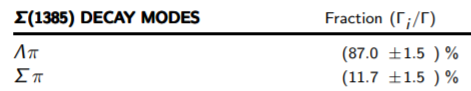 Σ(1385) DECAY MODES Fraction (Γᵢ/Γ)
Λπ (87.0 ±1.5 ) %
Σπ (11.7 ±1.5 ) %